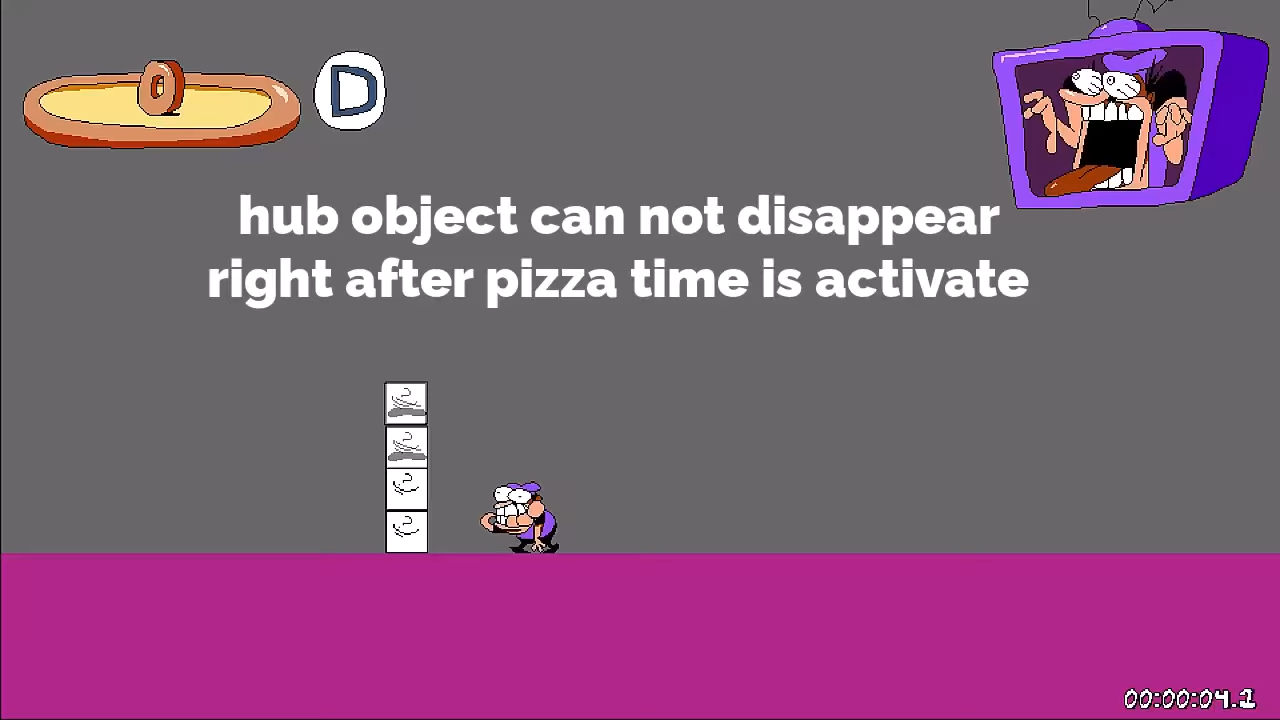 0
D
hub object can not disappear
right after pizza time is activate
00:00:04.1